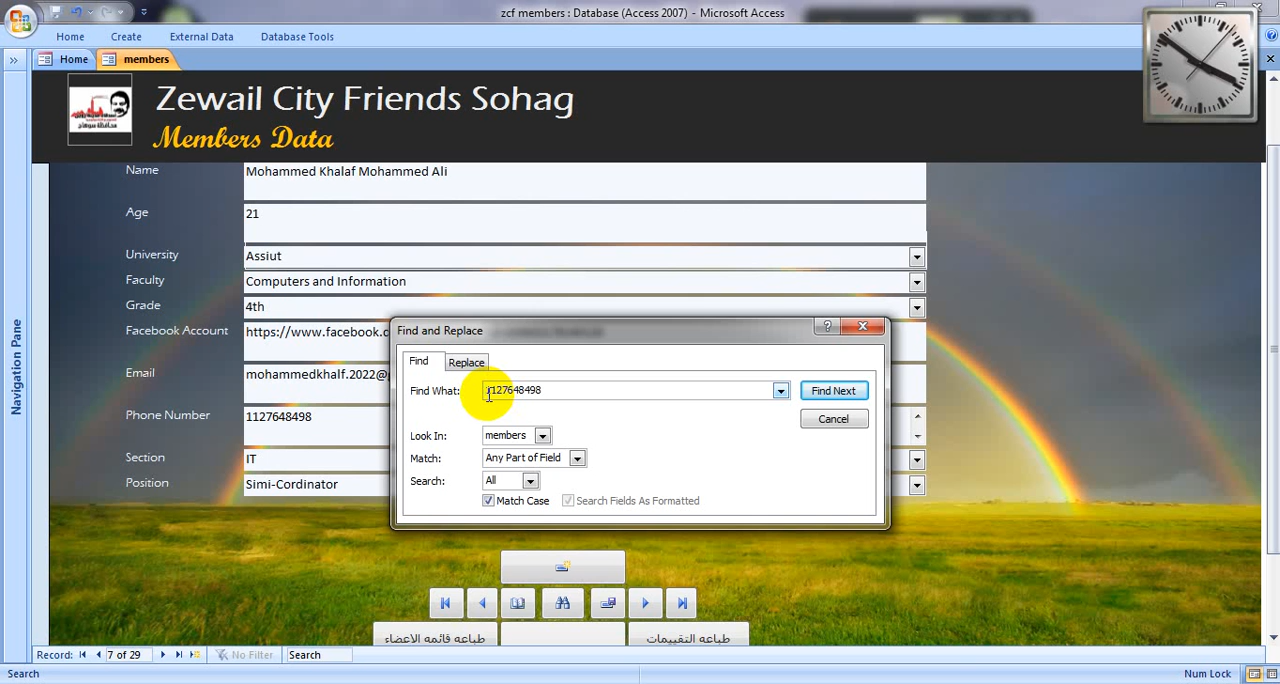 zcf members : Database (Access 2007) - Microsoft Access
Home Create External Data Database Tools
Home members
Zewail City Friends Sohag
Members Data
Name Mohammed Khalaf Mohammed Ali
Age 21
University Assiut
Faculty Computers and Information
Grade 4th
Facebook Account https://www.facebook.c
Email mohammedkhalf.2022@g
Phone Number 1127648498
Section IT
Position Simi-Cordinator
Navigation Pane
Find and Replace
Find Replace
Find What: 1127648498 Find Next
Cancel
Look In: members
Match: Any Part of Field
Search: All
Match Case Search Fields As Formatted
طباعه قائمه الاعضاء طباعه التقييمات
Record: 7 of 29 No Filter Search
Search Num Lock